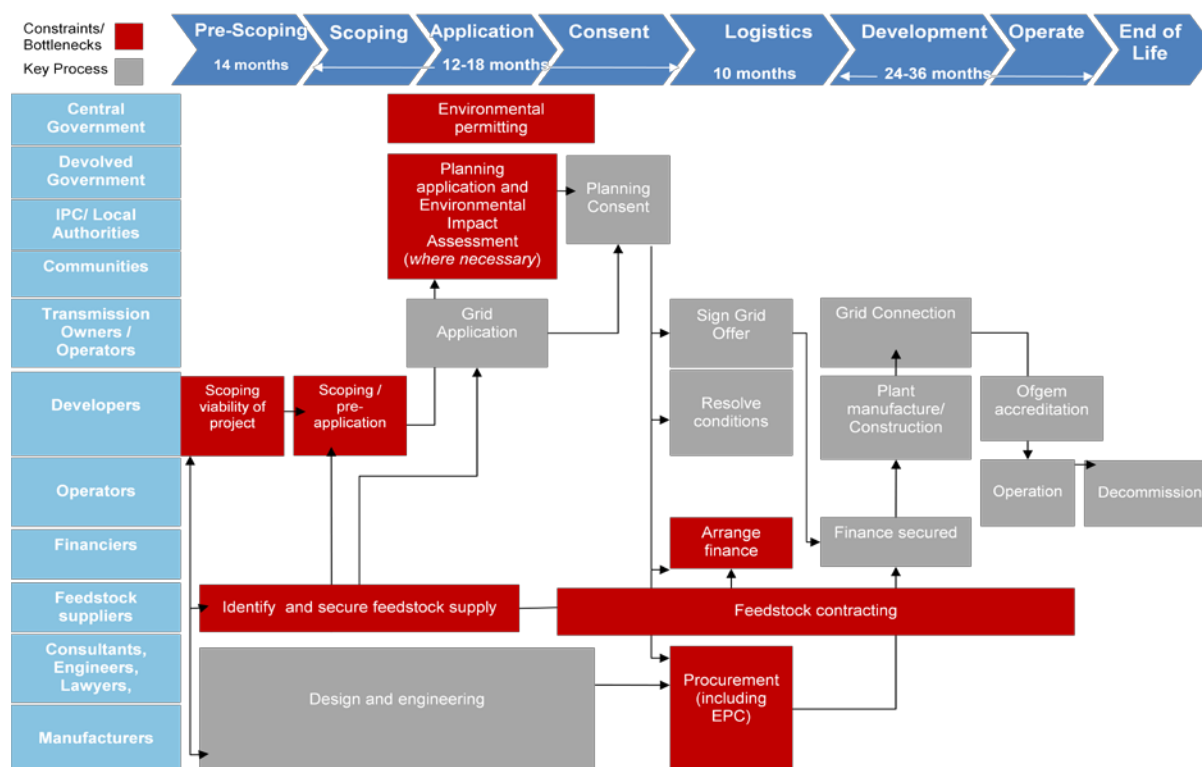 Constraints/
Bottlenecks
Key Process
Pre-Scoping
14 months
Scoping
Application
12-18 months
Consent
Logistics
10 months
Development
24-36 months
Operate
End of
Life
Central
Government
Environmental
permitting
Devolved
Government
IPC/ Local
Authorities
Communities
Planning
application and
Environmental
Impact
Assessment
(where necessary)
Planning
Consent
Transmission
Owners /
Operators
Grid
Application
Sign Grid
Offer
Grid Connection
Developers
Scoping
viability of
project
Scoping /
pre-
application
Resolve
conditions
Plant
manufacture/
Construction
Ofgem
accreditation
Operators
Operation
Decommission
Financiers
Arrange
finance
Finance secured
Feedstock
suppliers
Identify and secure feedstock supply
Feedstock contracting
Consultants,
Engineers,
Lawyers,
Manufacturers
Design and engineering
Procurement
(including
EPC)